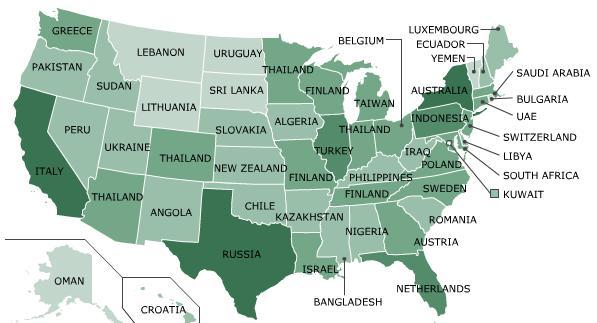 GREECE
LEBANON
URUGUAY
BELGIUM
LUXEMBOURG
ECUADOR
YEMEN
PAKISTAN
SUDAN
THAILAND
SAUDI ARABIA
SRI LANKA
FINLAND
TAIWAN
AUSTRALIA
BULGARIA
LITHUANIA
UAE
PERU
SLOVAKIA
ALGERIA
THAILAND
INDONESIA
SWITZERLAND
UKRAINE
THAILAND
TURKEY
IRAQ
LIBYA
ITALY
NEW ZEALAND
FINLAND
PHILIPPINES
POLAND
SOUTH AFRICA
THAILAND
ANGOLA
CHILE
KAZAKHSTAN
FINLAND
SWEDEN
KUWAIT
ROMANIA
NIGERIA
AUSTRIA
RUSSIA
ISRAEL
OMAN
NETHERLANDS
CROATIA
BANGLADESH